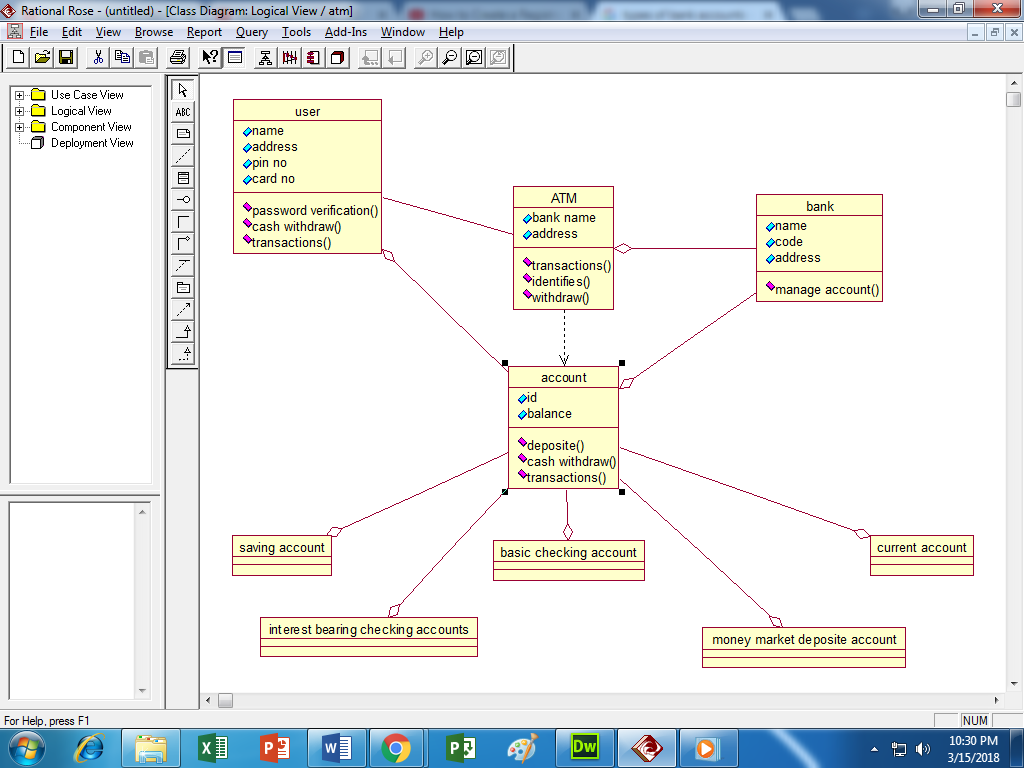 Rational Rose - (untitled) - [Class Diagram: Logical View / atm]
File Edit View Browse Report Query Tools Add-Ins Window Help
Use Case View
Logical View
Component View
Deployment View
ABC
user
name
address
pin no
card no
password verification()
cash withdraw()
transactions()
ATM
bank name
address
transactions()
identifies()
withdraw()
bank
name
code
address
manage account()
account
id
balance
deposite()
cash withdraw()
transactions()
saving account
basic checking account
current account
interest bearing checking accounts
money market deposite account
For Help, press F1
NUM
Dw
10:30 PM
3/15/2018